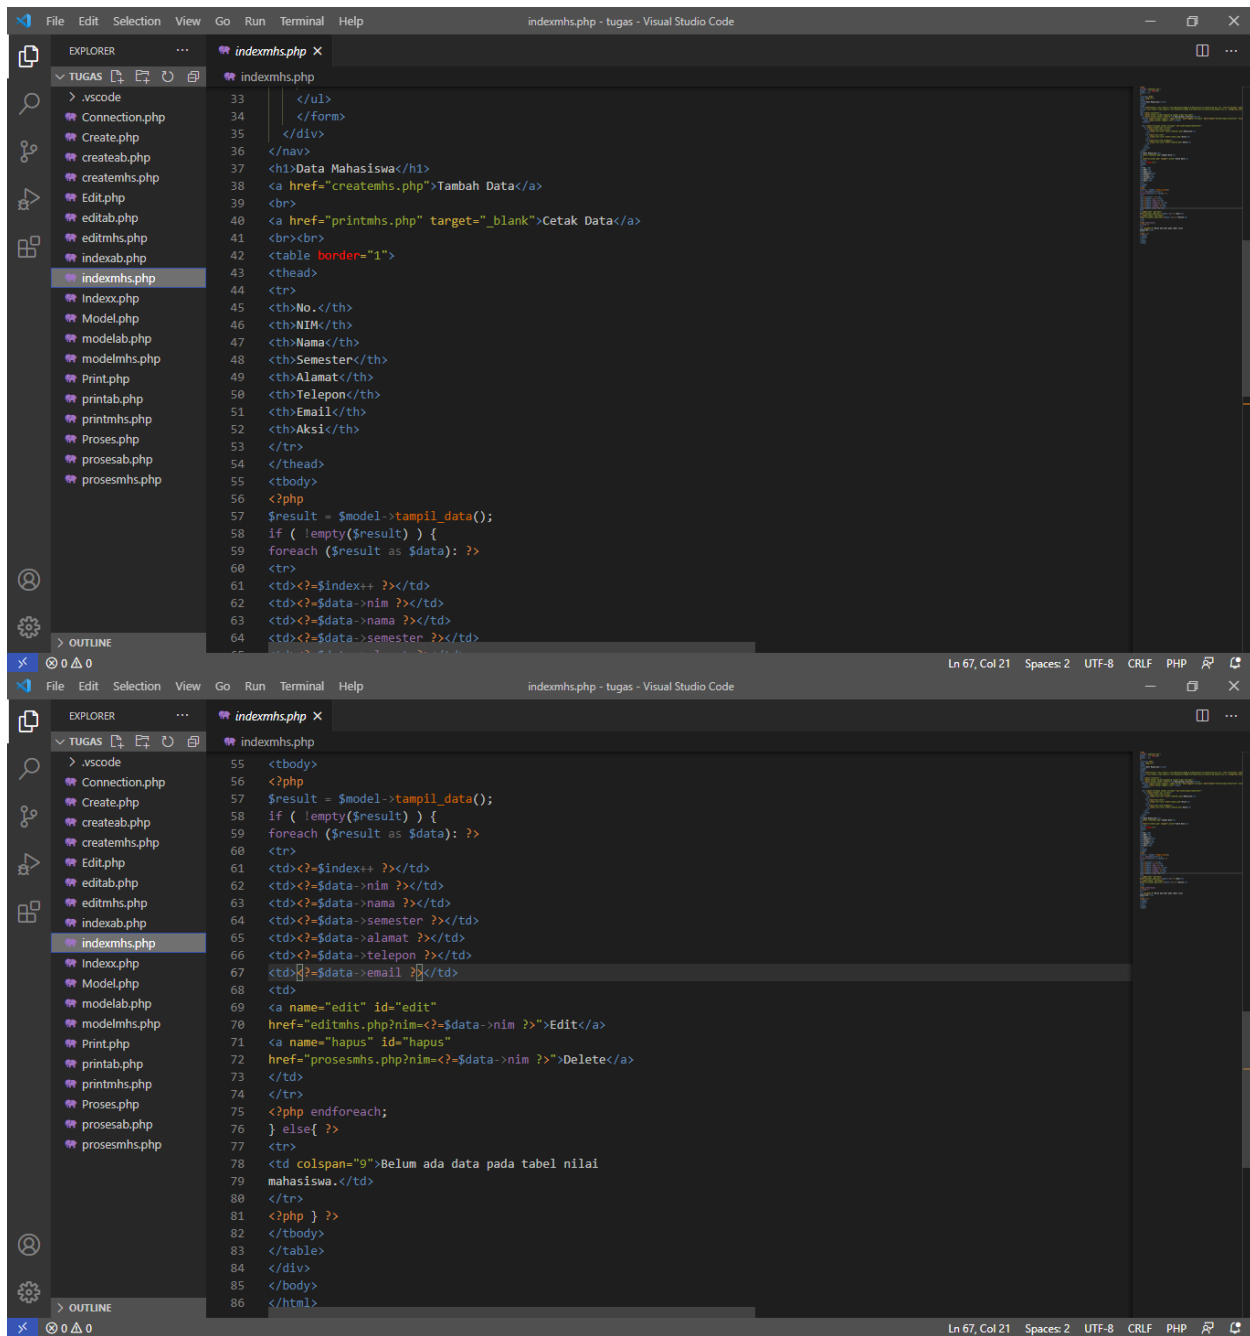 File Edit Selection View Go Run Terminal Help indexmhs.php - tugas - Visual Studio Code
EXPLORER ... indexmhs.php
TUGAS indexmhs.php
.vscode
Connection.php
Create.php
createab.php
createmhs.php
Edit.php
editab.php
editmhs.php
indexab.php
indexmhs.php
Indexx.php
Model.php
modelab.php
modelmhs.php
Print.php
printab.php
printmhs.php
Proses.php
prosesab.php
prosesmhs.php
OUTLINE
33 </ul>
34 </form>
35 </div>
36 </nav>
37 <h1>Data Mahasiswa</h1>
38 <a href="createmhs.php">Tambah Data</a>
39 <br>
40 <a href="printmhs.php" target="_blank">Cetak Data</a>
41 <br><br>
42 <table border="1">
43 <thead>
44 <tr>
45 <th>No.</th>
46 <th>NIM</th>
47 <th>Nama</th>
48 <th>Semester</th>
49 <th>Alamat</th>
50 <th>Telepon</th>
51 <th>Email</th>
52 <th>Aksi</th>
53 </tr>
54 </thead>
55 <tbody>
56 <?php
57 $result = $model->tampil_data();
58 if ( !empty($result) ) {
59 foreach ($result as $data): ?>
60 <tr>
61 <td><?=$index++ ?></td>
62 <td><?=$data->nim ?></td>
63 <td><?=$data->nama ?></td>
64 <td><?=$data->semester ?></td>
0 0 Ln 67, Col 21 Spaces: 2 UTF-8 CRLF PHP
File Edit Selection View Go Run Terminal Help indexmhs.php - tugas - Visual Studio Code
EXPLORER ... indexmhs.php
TUGAS indexmhs.php
.vscode
Connection.php
Create.php
createab.php
createmhs.php
Edit.php
editab.php
editmhs.php
indexab.php
indexmhs.php
Indexx.php
Model.php
modelab.php
modelmhs.php
Print.php
printab.php
printmhs.php
Proses.php
prosesab.php
prosesmhs.php
OUTLINE
55 <tbody>
56 <?php
57 $result = $model->tampil_data();
58 if ( !empty($result) ) {
59 foreach ($result as $data): ?>
60 <tr>
61 <td><?=$index++ ?></td>
62 <td><?=$data->nim ?></td>
63 <td><?=$data->nama ?></td>
64 <td><?=$data->semester ?></td>
65 <td><?=$data->alamat ?></td>
66 <td><?=$data->telepon ?></td>
67 <td><?=$data->email ?></td>
68 <td>
69 <a name="edit" id="edit"
70 href="editmhs.php?nim=<?=$data->nim ?>">Edit</a>
71 <a name="hapus" id="hapus"
72 href="prosesmhs.php?nim=<?=$data->nim ?>">Delete</a>
73 </td>
74 </tr>
75 <?php endforeach;
76 } else{ ?>
77 <tr>
78 <td colspan="9">Belum ada data pada tabel nilai
79 mahasiswa.</td>
80 </tr>
81 <?php } ?>
82 </tbody>
83 </table>
84 </div>
85 </body>
86 </html>
0 0 Ln 67, Col 21 Spaces: 2 UTF-8 CRLF PHP